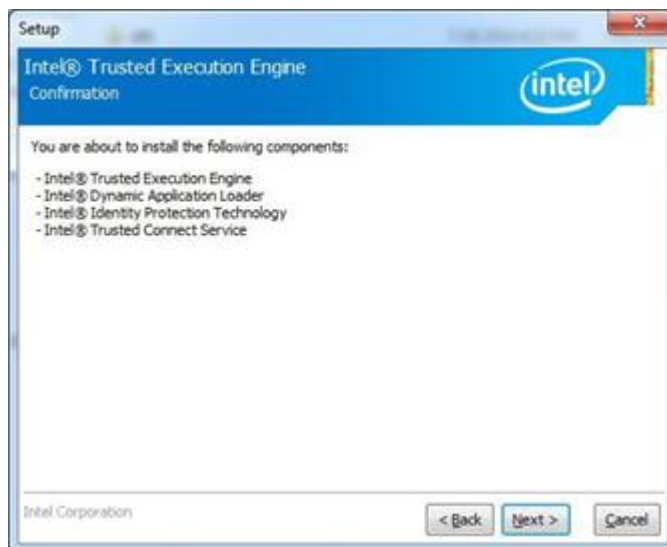 Setup
Intel® Trusted Execution Engine
Confirmation
intel
You are about to install the following components:
- Intel® Trusted Execution Engine
- Intel® Dynamic Application Loader
- Intel® Identity Protection Technology
- Intel® Trusted Connect Service
Intel Corporation
< Back Next > Cancel